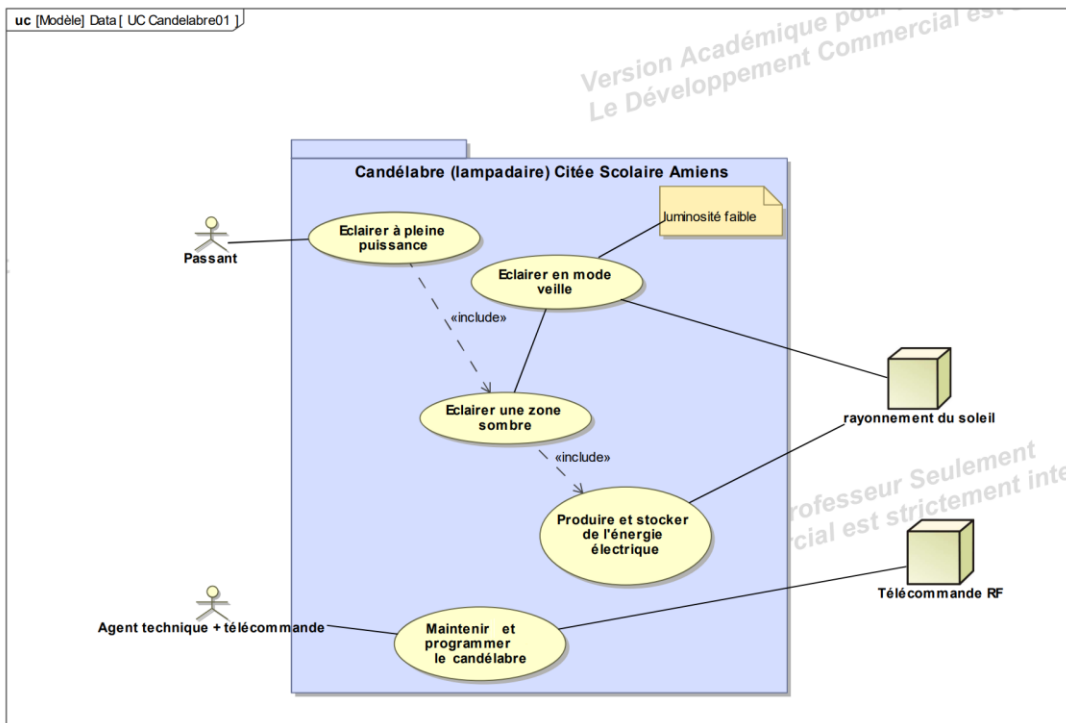 uc [Modèle] Data [ UC Candelabre01 ]
Version Académique pour
Le Développement Commercial est
Candélabre (lampadaire) Citée Scolaire Amiens
luminosité faible
Eclairer à pleine
puissance
Passant
Eclairer en mode
veille
«include»
rayonnement du soleil
Eclairer une zone
sombre
«include»
rofesseur Seulement
rcial est strictement inte
Produire et stocker
de l'énergie
électrique
Télécommande RF
Agent technique + télécommande
Maintenir et
programmer
le candélabre